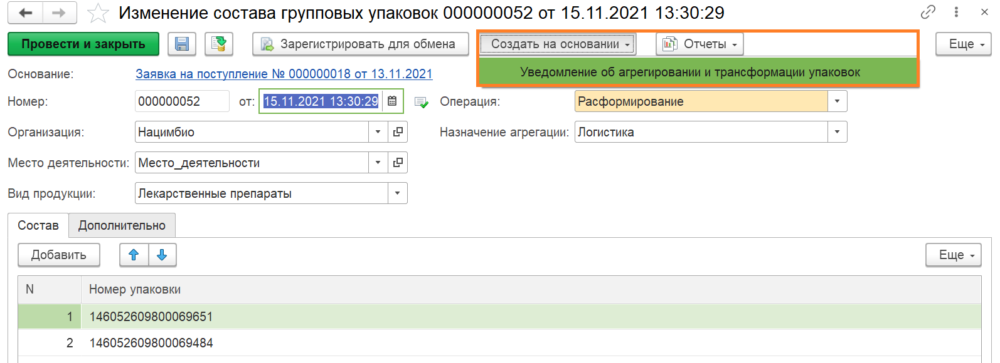 Изменение состава групповых упаковок 000000052 от 15.11.2021 13:30:29
Провести и закрыть Зарегистрировать для обмена Создать на основании Отчеты Еще
Уведомление об агрегировании и трансформации упаковок
Основание: Заявка на поступление № 000000018 от 13.11.2021
Номер: 000000052 от: 15.11.2021 13:30:29 Операция: Расформирование
Организация: Нацимбио Назначение агрегации: Логистика
Место деятельности: Место_деятельности
Вид продукции: Лекарственные препараты
Состав Дополнительно
Добавить Еще
N Номер упаковки
1 146052609800069651
2 146052609800069484